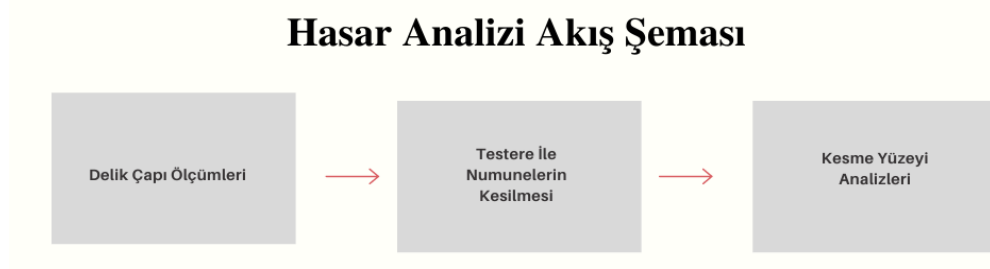 Hasar Analizi Akış Şeması
Delik Çapı Ölçümleri
Testere İle
Numunelerin
Kesilmesi
Kesme Yüzeyi
Analizleri